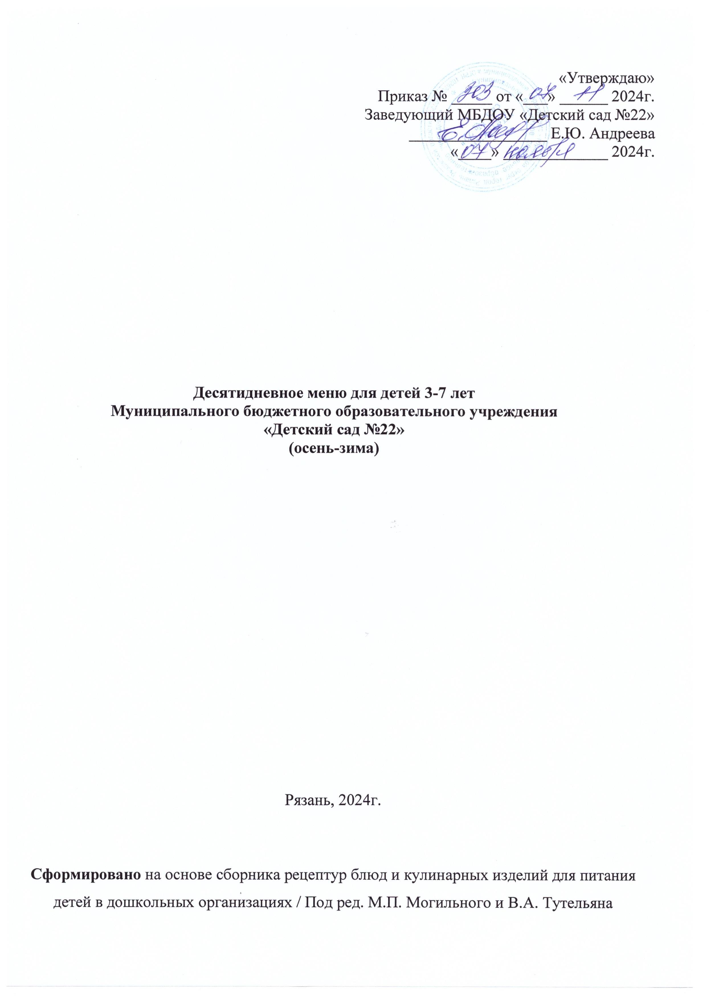 «Утверждаю»
Приказ № 303 от «07» 11 2024г.
Заведующий МБДОУ «Детский сад №22»
Е.Ю. Андреева
«07» ноября 2024г.
Десятидневное меню для детей 3-7 лет
Муниципального бюджетного образовательного учреждения
«Детский сад №22»
(осень-зима)
Рязань, 2024г.
Сформировано на основе сборника рецептур блюд и кулинарных изделий для питания
детей в дошкольных организациях / Под ред. М.П. Могильного и В.А. Тутельяна